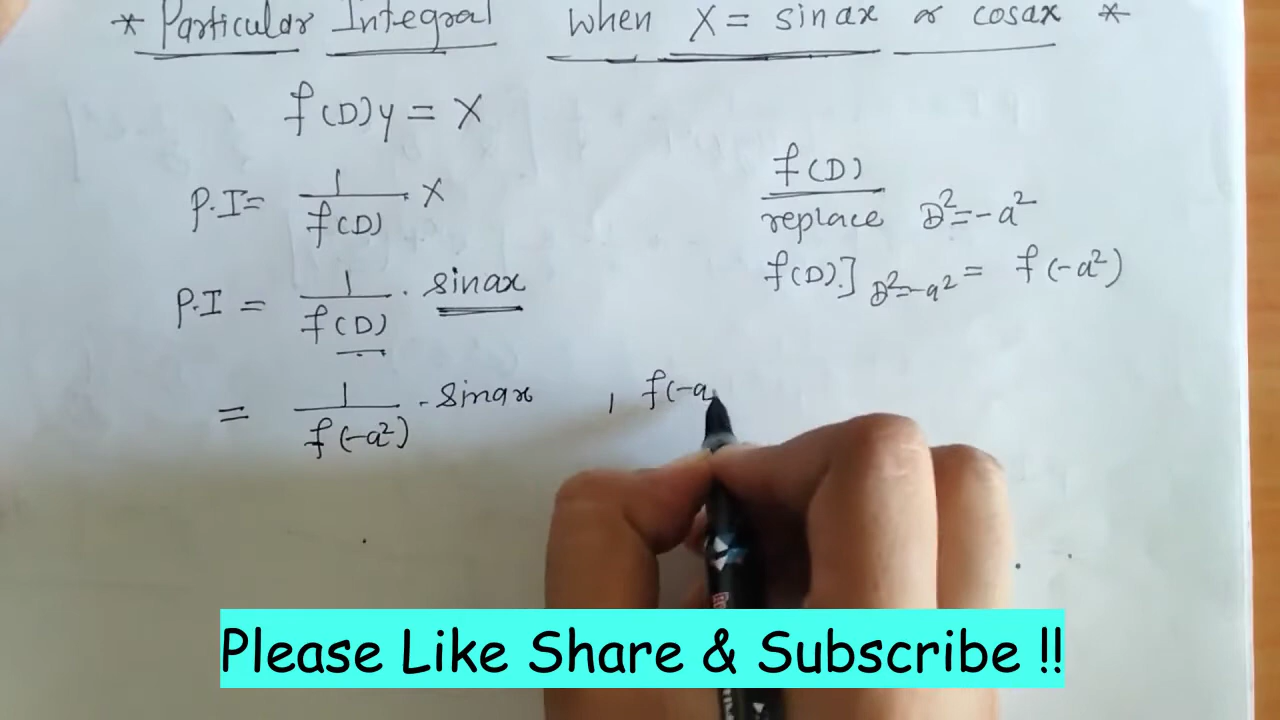 * Particular Integral when X = sinax or cosax *
f(D)y = X
P.I = 1/f(D) . X
P.I = 1/f(D) . sinax
= 1/f(-a²) . sinax , f(-a
f(D)
replace D² = -a²
f(D)]D²=-a² = f(-a²)
Please Like Share & Subscribe !!